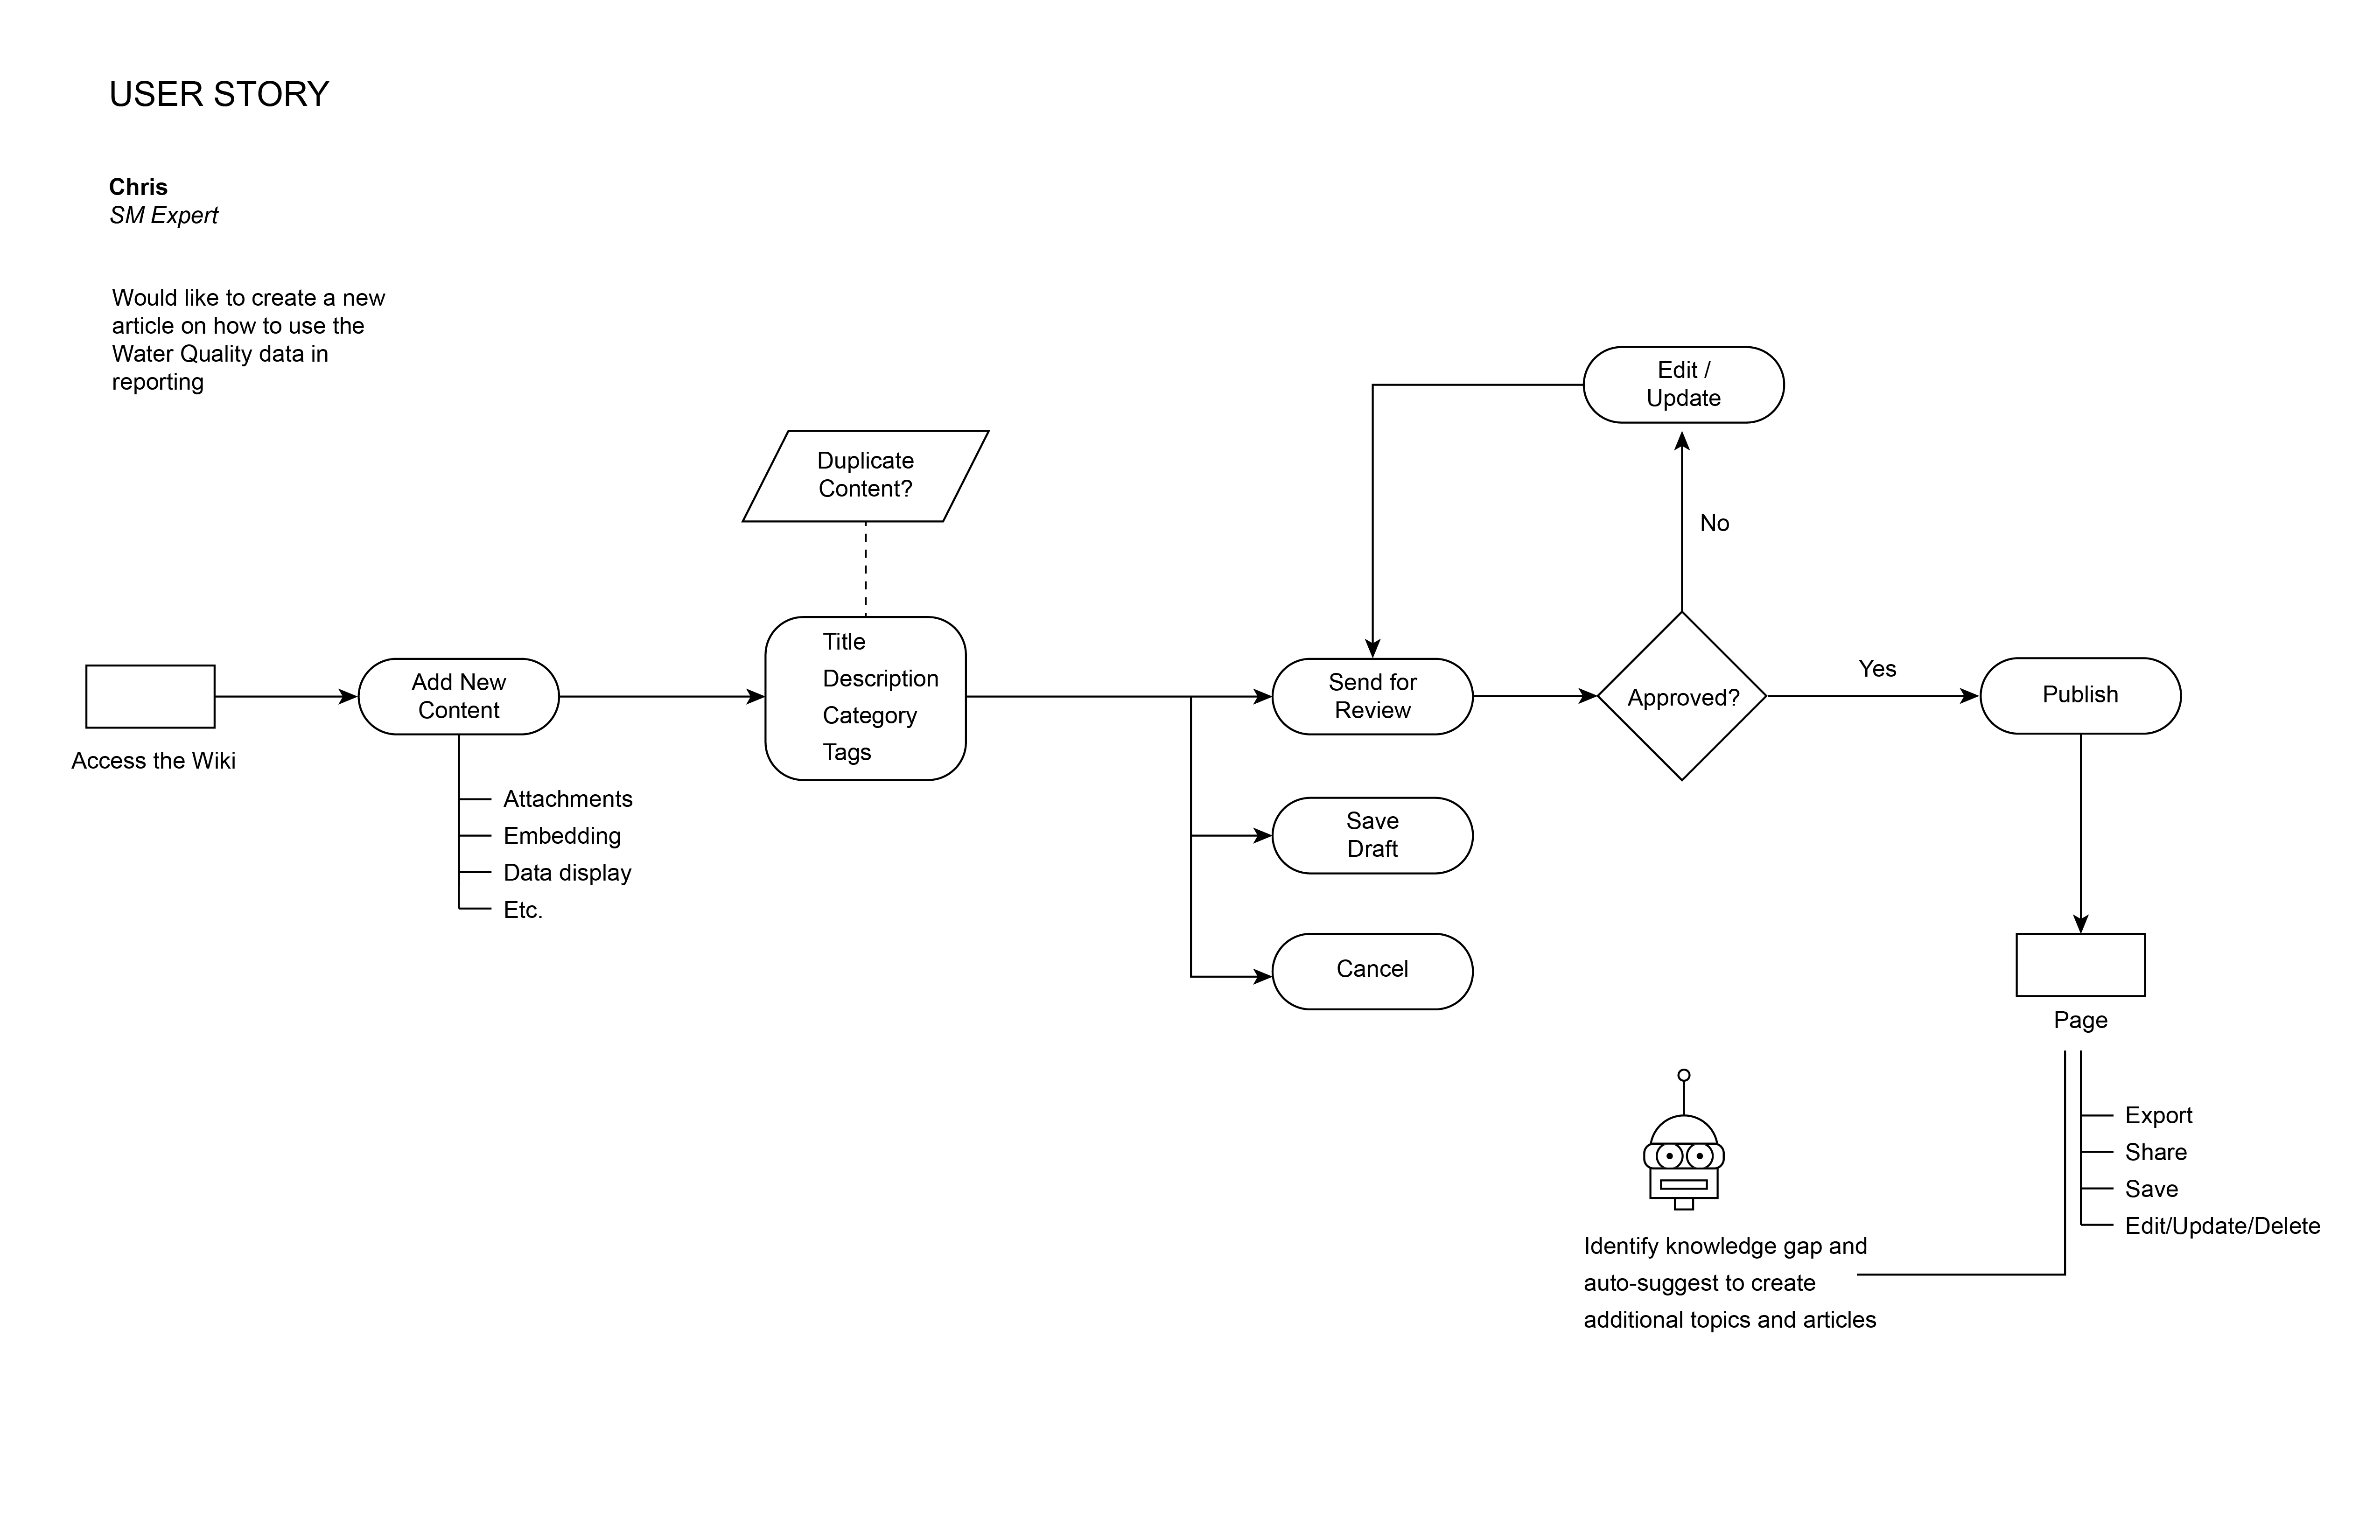 USER STORY
Chris
SM Expert
Would like to create a new
article on how to use the
Water Quality data in
reporting
Access the Wiki
Add New
Content
Attachments
Embedding
Data display
Etc.
Duplicate
Content?
Title
Description
Category
Tags
Send for
Review
Save
Draft
Cancel
Edit /
Update
No
Approved?
Yes
Publish
Page
Export
Share
Save
Edit/Update/Delete
Identify knowledge gap and
auto-suggest to create
additional topics and articles